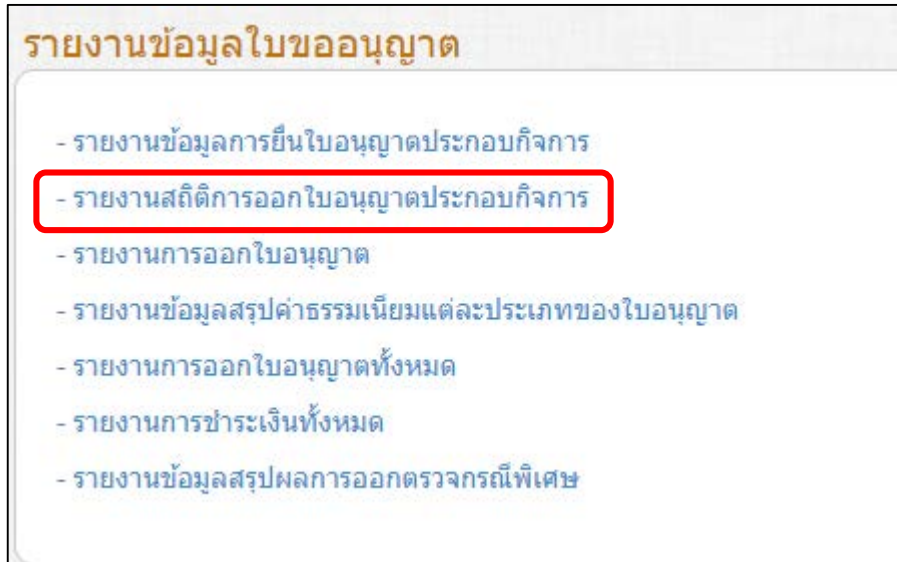 รายงานข้อมูลใบขออนุญาต
- รายงานข้อมูลการยื่นใบอนุญาตประกอบกิจการ
- รายงานสถิติการออกใบอนุญาตประกอบกิจการ
- รายงานการออกใบอนุญาต
- รายงานข้อมูลสรุปค่าธรรมเนียมแต่ละประเภทของใบอนุญาต
- รายงานการออกใบอนุญาตทั้งหมด
- รายงานการชำระเงินทั้งหมด
- รายงานข้อมูลสรุปผลการออกตรวจกรณีพิเศษ